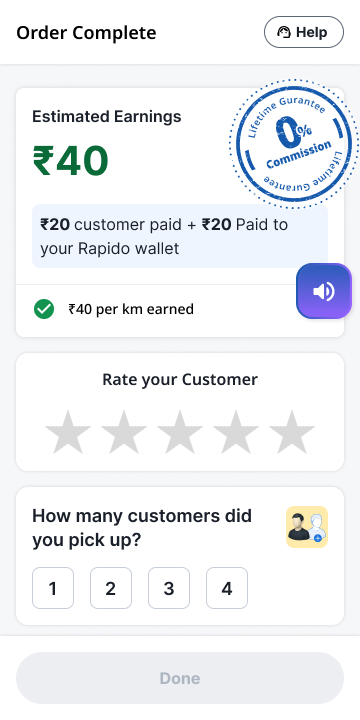 Order Complete
Help
Estimated Earnings
₹40
Lifetime Gurantee
0%
Commission
Lifetime Gurantee
₹20 customer paid + ₹20 Paid to
your Rapido wallet
₹40 per km earned
Rate your Customer
How many customers did
you pick up?
1
2
3
4
Done